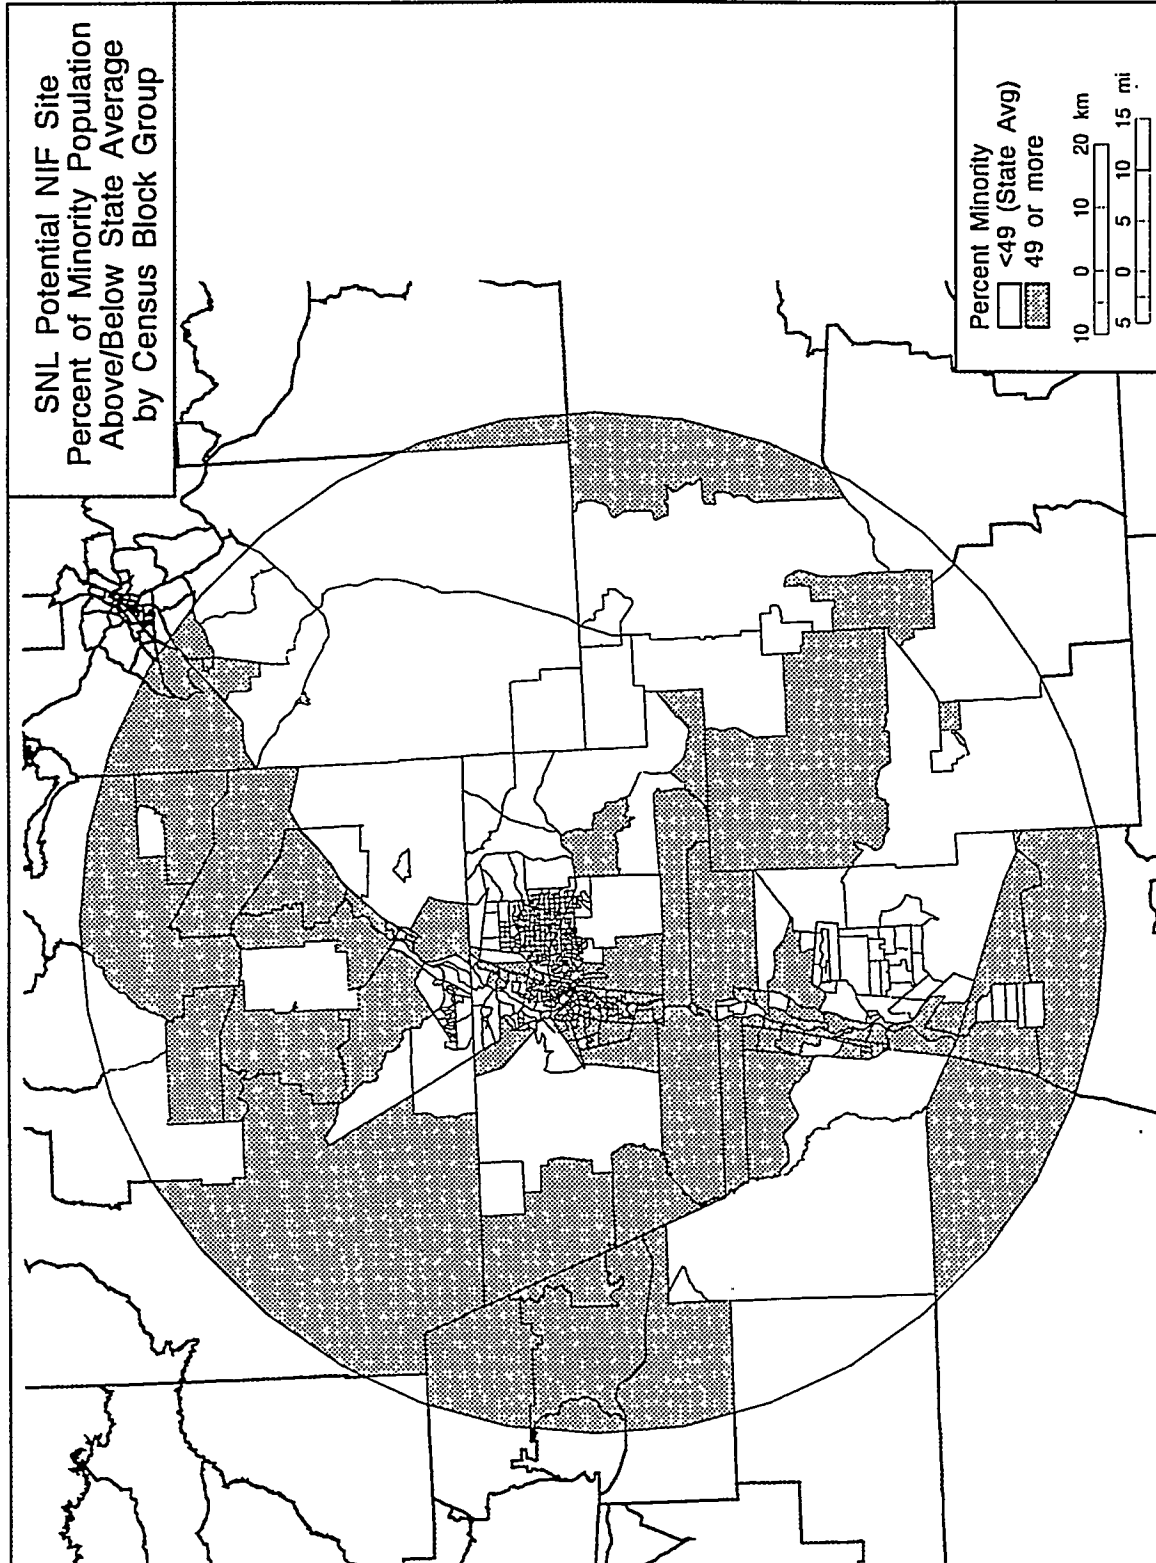 SNL Potential NIF Site
Percent of Minority Population
Above/Below State Average
by Census Block Group
Percent Minority
<49 (State Avg)
49 or more
10 0 10 20 km
5 0 5 10 15 mi